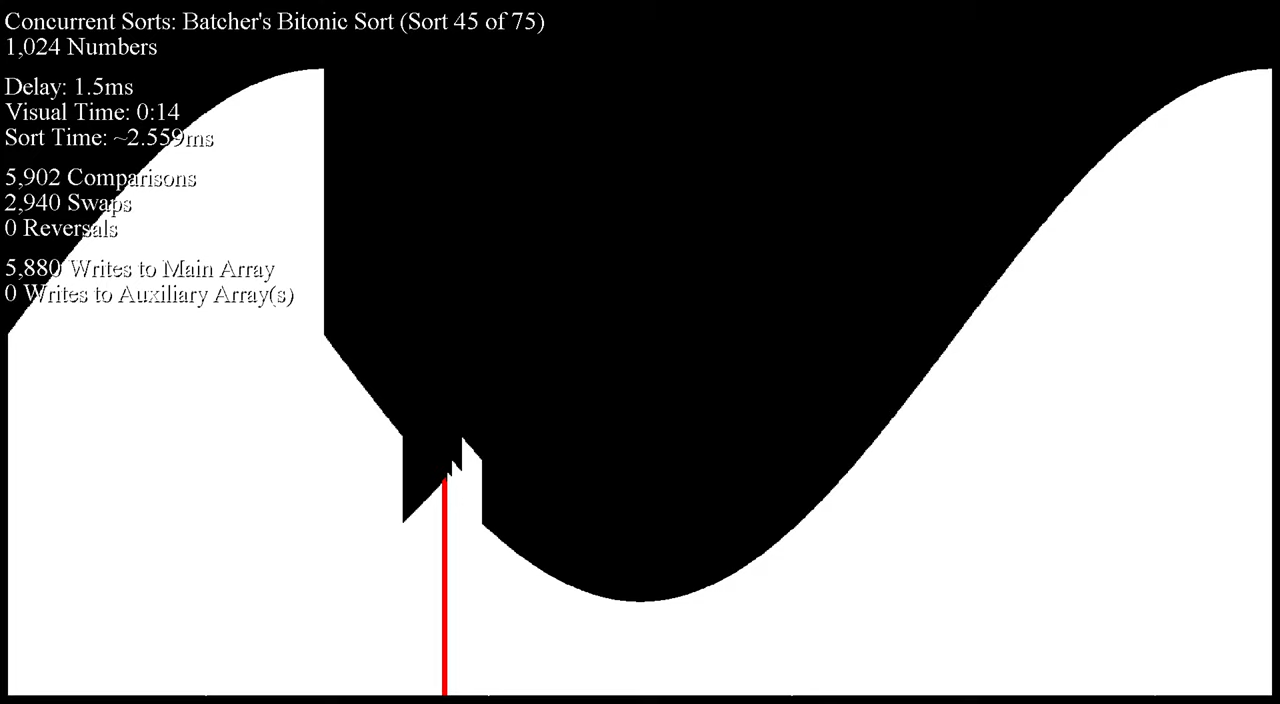 Concurrent Sorts: Batcher's Bitonic Sort (Sort 45 of 75)
1,024 Numbers
Delay: 1.5ms
Visual Time: 0:14
Sort Time: ~2.559ms
5,902 Comparisons
2,940 Swaps
0 Reversals
5,880 Writes to Main Array
0 Writes to Auxiliary Array(s)